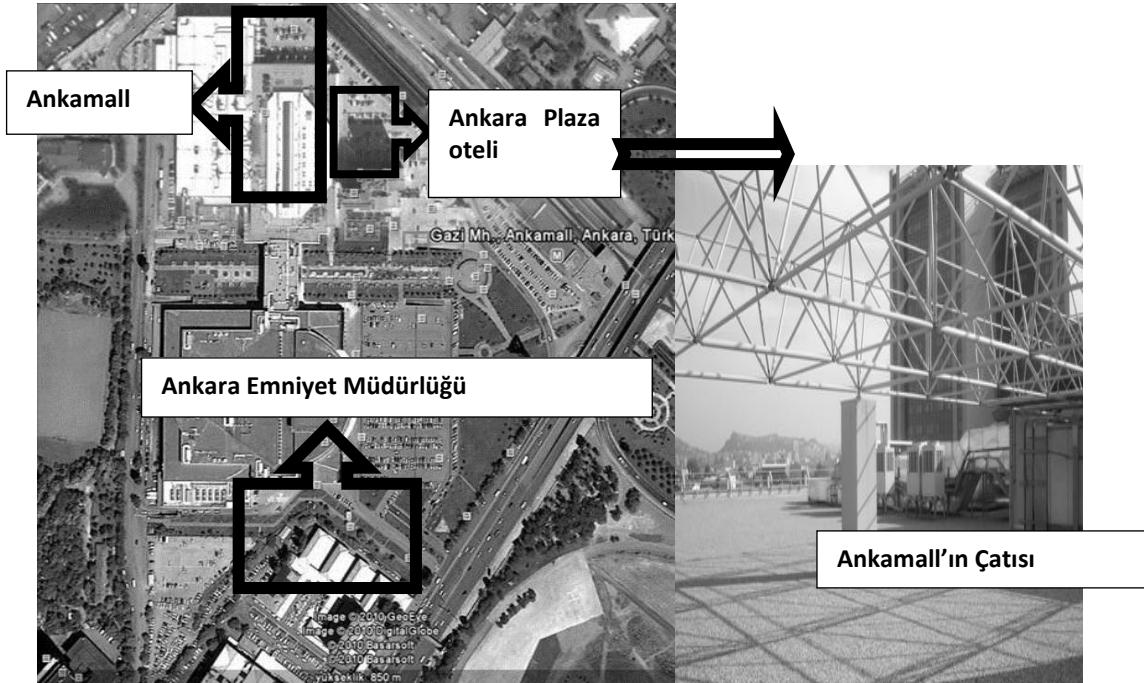 Ankamall
Ankara Plaza
oteli
Gazi Mh., Ankamall, Ankara, Türk
M
Ankara Emniyet Müdürlüğü
Ankamall’ın Çatısı
Image © 2010 GeoEye
Image © 2010 DigitalGlobe
© 2010 Basarsoft
© 2010 Basarsoft
yükseklik 850 m